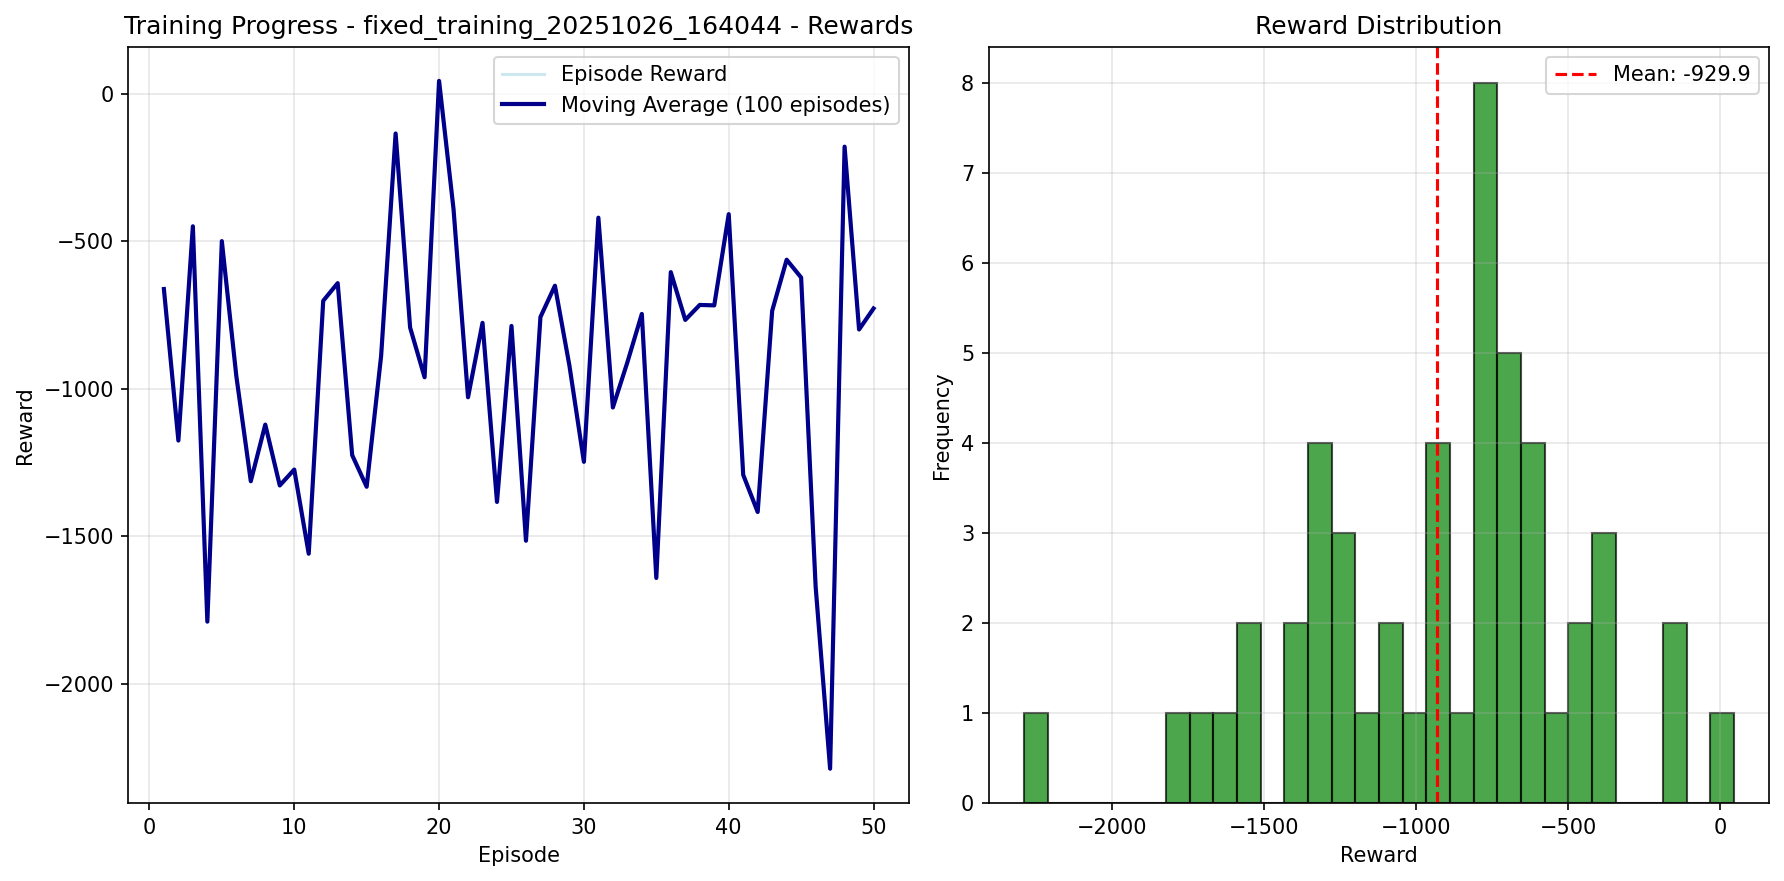 Training Progress - fixed_training_20251026_164044 - Rewards
Episode Reward
Moving Average (100 episodes)
0
−500
−1000
−1500
−2000
Reward
0
10
20
30
40
50
Episode
Reward Distribution
Mean: -929.9
8
7
6
5
4
3
2
1
0
Frequency
−2000
−1500
−1000
−500
0
Reward